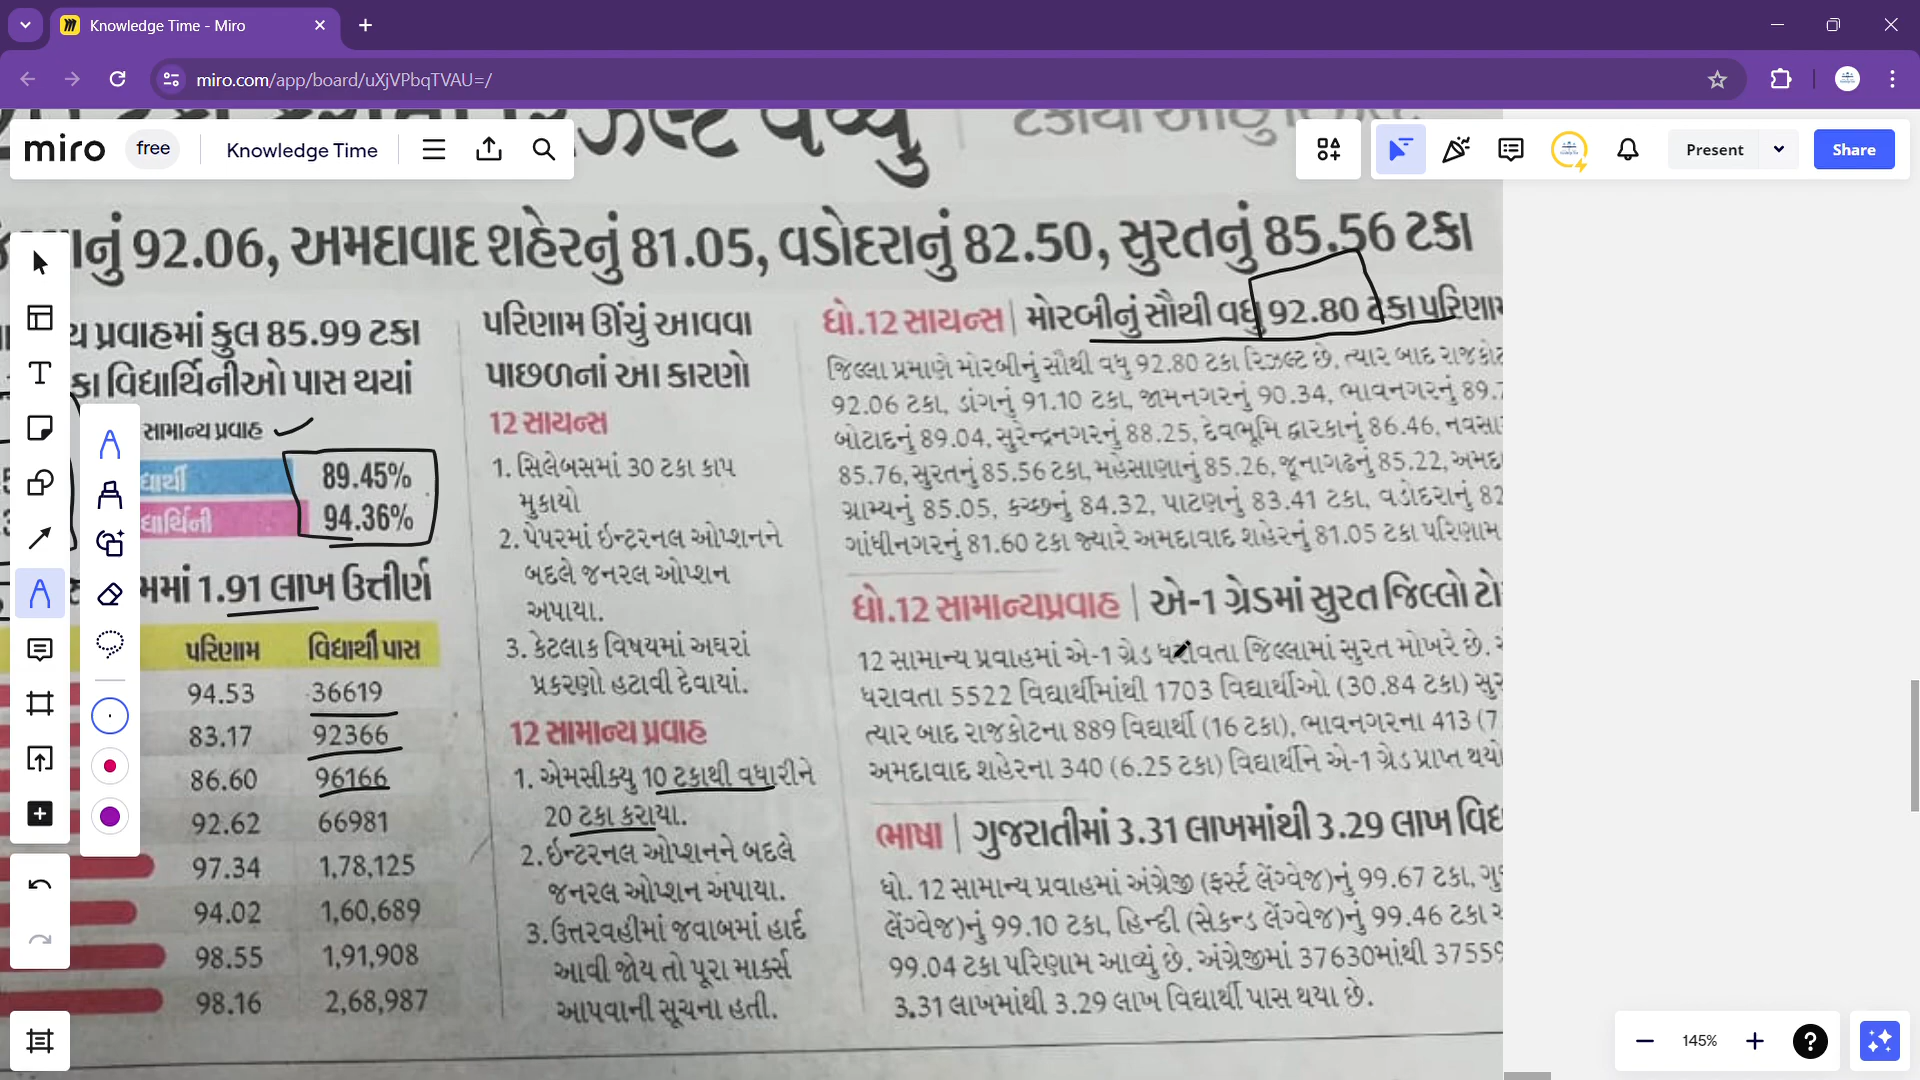 Knowledge Time - Miro
miro.com/app/board/uXjVPbqTVAU=/
miro
free
Knowledge Time
Present
Share
રિઝલ્ટ વધ્યુ
92.06, અમદાવાદ શહેરનું 81.05, વડોદરાનું 82.50, સુરતનું 85.56 ટકા
પ્રવાહમાં કુલ 85.99 ટકા
વિદ્યાર્થિનીઓ પાસ થયાં
સામાન્ય પ્રવાહ
89.45%
94.36%
1.91 લાખ ઉત્તીર્ણ
પરિણામ વિદ્યાર્થી પાસ
94.53 36619
83.17 92366
86.60 96166
92.62 66981
97.34 1,78,125
94.02 1,60,689
98.55 1,91,908
98.16 2,68,987
પરિણામ ઊંચું આવવા
પાછળનાં આ કારણો
12 સાયન્સ
1. સિલેબસમાં 30 ટકા કાપ
મુકાયો
2. પેપરમાં ઇન્ટરનલ ઓપ્શનને
બદલે જનરલ ઓપ્શન
અપાયા.
3. કેટલાક વિષયમાં અઘરાં
પ્રકરણો હટાવી દેવાયાં.
12 સામાન્ય પ્રવાહ
1. એમસીક્યુ 10 ટકાથી વધારીને
20 ટકા કરાયા.
2. ઇન્ટરનલ ઓપ્શનને બદલે
જનરલ ઓપ્શન અપાયા.
3. ઉત્તરવહીમાં જવાબમાં હાર્દ
આવી જોય તો પૂરા માર્ક્સ
આપવાની સૂચના હતી.
ધો.12 સાયન્સ | મોરબીનું સૌથી વધુ 92.80 ટકા પરિણામ
જિલ્લા પ્રમાણે મોરબીનું સૌથી વધુ 92.80 ટકા રિઝલ્ટ છે. ત્યાર બાદ રાજકોટ
92.06 ટકા, ડાંગનું 91.10 ટકા, જામનગરનું 90.34, ભાવનગરનું 89.
બોટાદનું 89.04, સુરેન્દ્રનગરનું 88.25, દેવભૂમિ દ્વારકાનું 86.46,
85.76, સુરતનું 85.56 ટકા, મહેસાણાનું 85.26, જૂનાગઢનું 85.22,
ગ્રામ્યનું 85.05, કચ્છનું 84.32, પાટણનું 83.41 ટકા, વડોદરાનું 82
ગાંધીનગરનું 81.60 ટકા જ્યારે અમદાવાદ શહેરનું 81.05 ટકા પરિણામ
ધો.12 સામાન્યપ્રવાહ | એ-1 ગ્રેડમાં સુરત જિલ્લો ટો
12 સામાન્ય પ્રવાહમાં એ-1 ગ્રેડ ધરાવતા જિલ્લામાં સુરત મોખરે છે.
ધરાવતા 5522 વિદ્યાર્થીમાંથી 1703 વિદ્યાર્થીઓ (30.84 ટકા) સુર
ત્યાર બાદ રાજકોટના 889 વિદ્યાર્થી (16 ટકા), ભાવનગરના 413 (7
અમદાવાદ શહેરના 340 (6.25 ટકા) વિદ્યાર્થીને એ-1 ગ્રેડ પ્રાપ્ત થયો
ભાષા | ગુજરાતીમાં 3.31 લાખમાંથી 3.29 લાખ વિદ્
ધો. 12 સામાન્ય પ્રવાહમાં અંગ્રેજી (ફર્સ્ટ લેંગ્વેજ)નું 99.67 ટકા, ગુ
લેંગ્વેજ)નું 99.10 ટકા, હિન્દી (સેકન્ડ લેંગ્વેજ)નું 99.46 ટકા
99.04 ટકા પરિણામ આવ્યું છે. અંગ્રેજીમાં 37630માંથી 37559
3.31 લાખમાંથી 3.29 લાખ વિદ્યાર્થી પાસ થયા છે.
145%